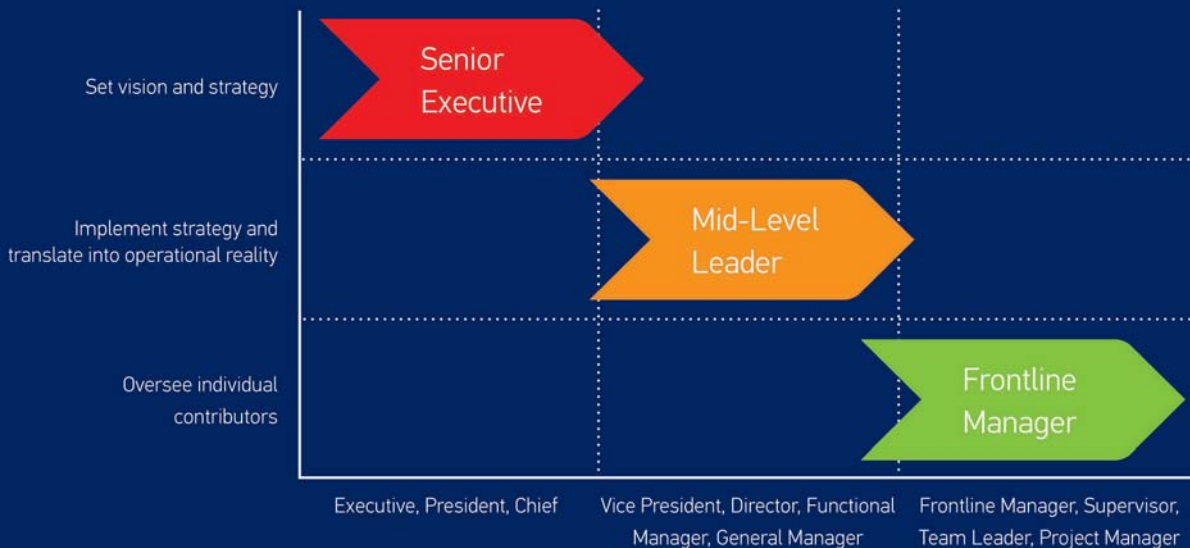 Set vision and strategy
Senior
Executive
Implement strategy and
translate into operational reality
Mid-Level
Leader
Oversee individual
contributors
Frontline
Manager
Executive, President, Chief
Vice President, Director, Functional
Manager, General Manager
Frontline Manager, Supervisor,
Team Leader, Project Manager